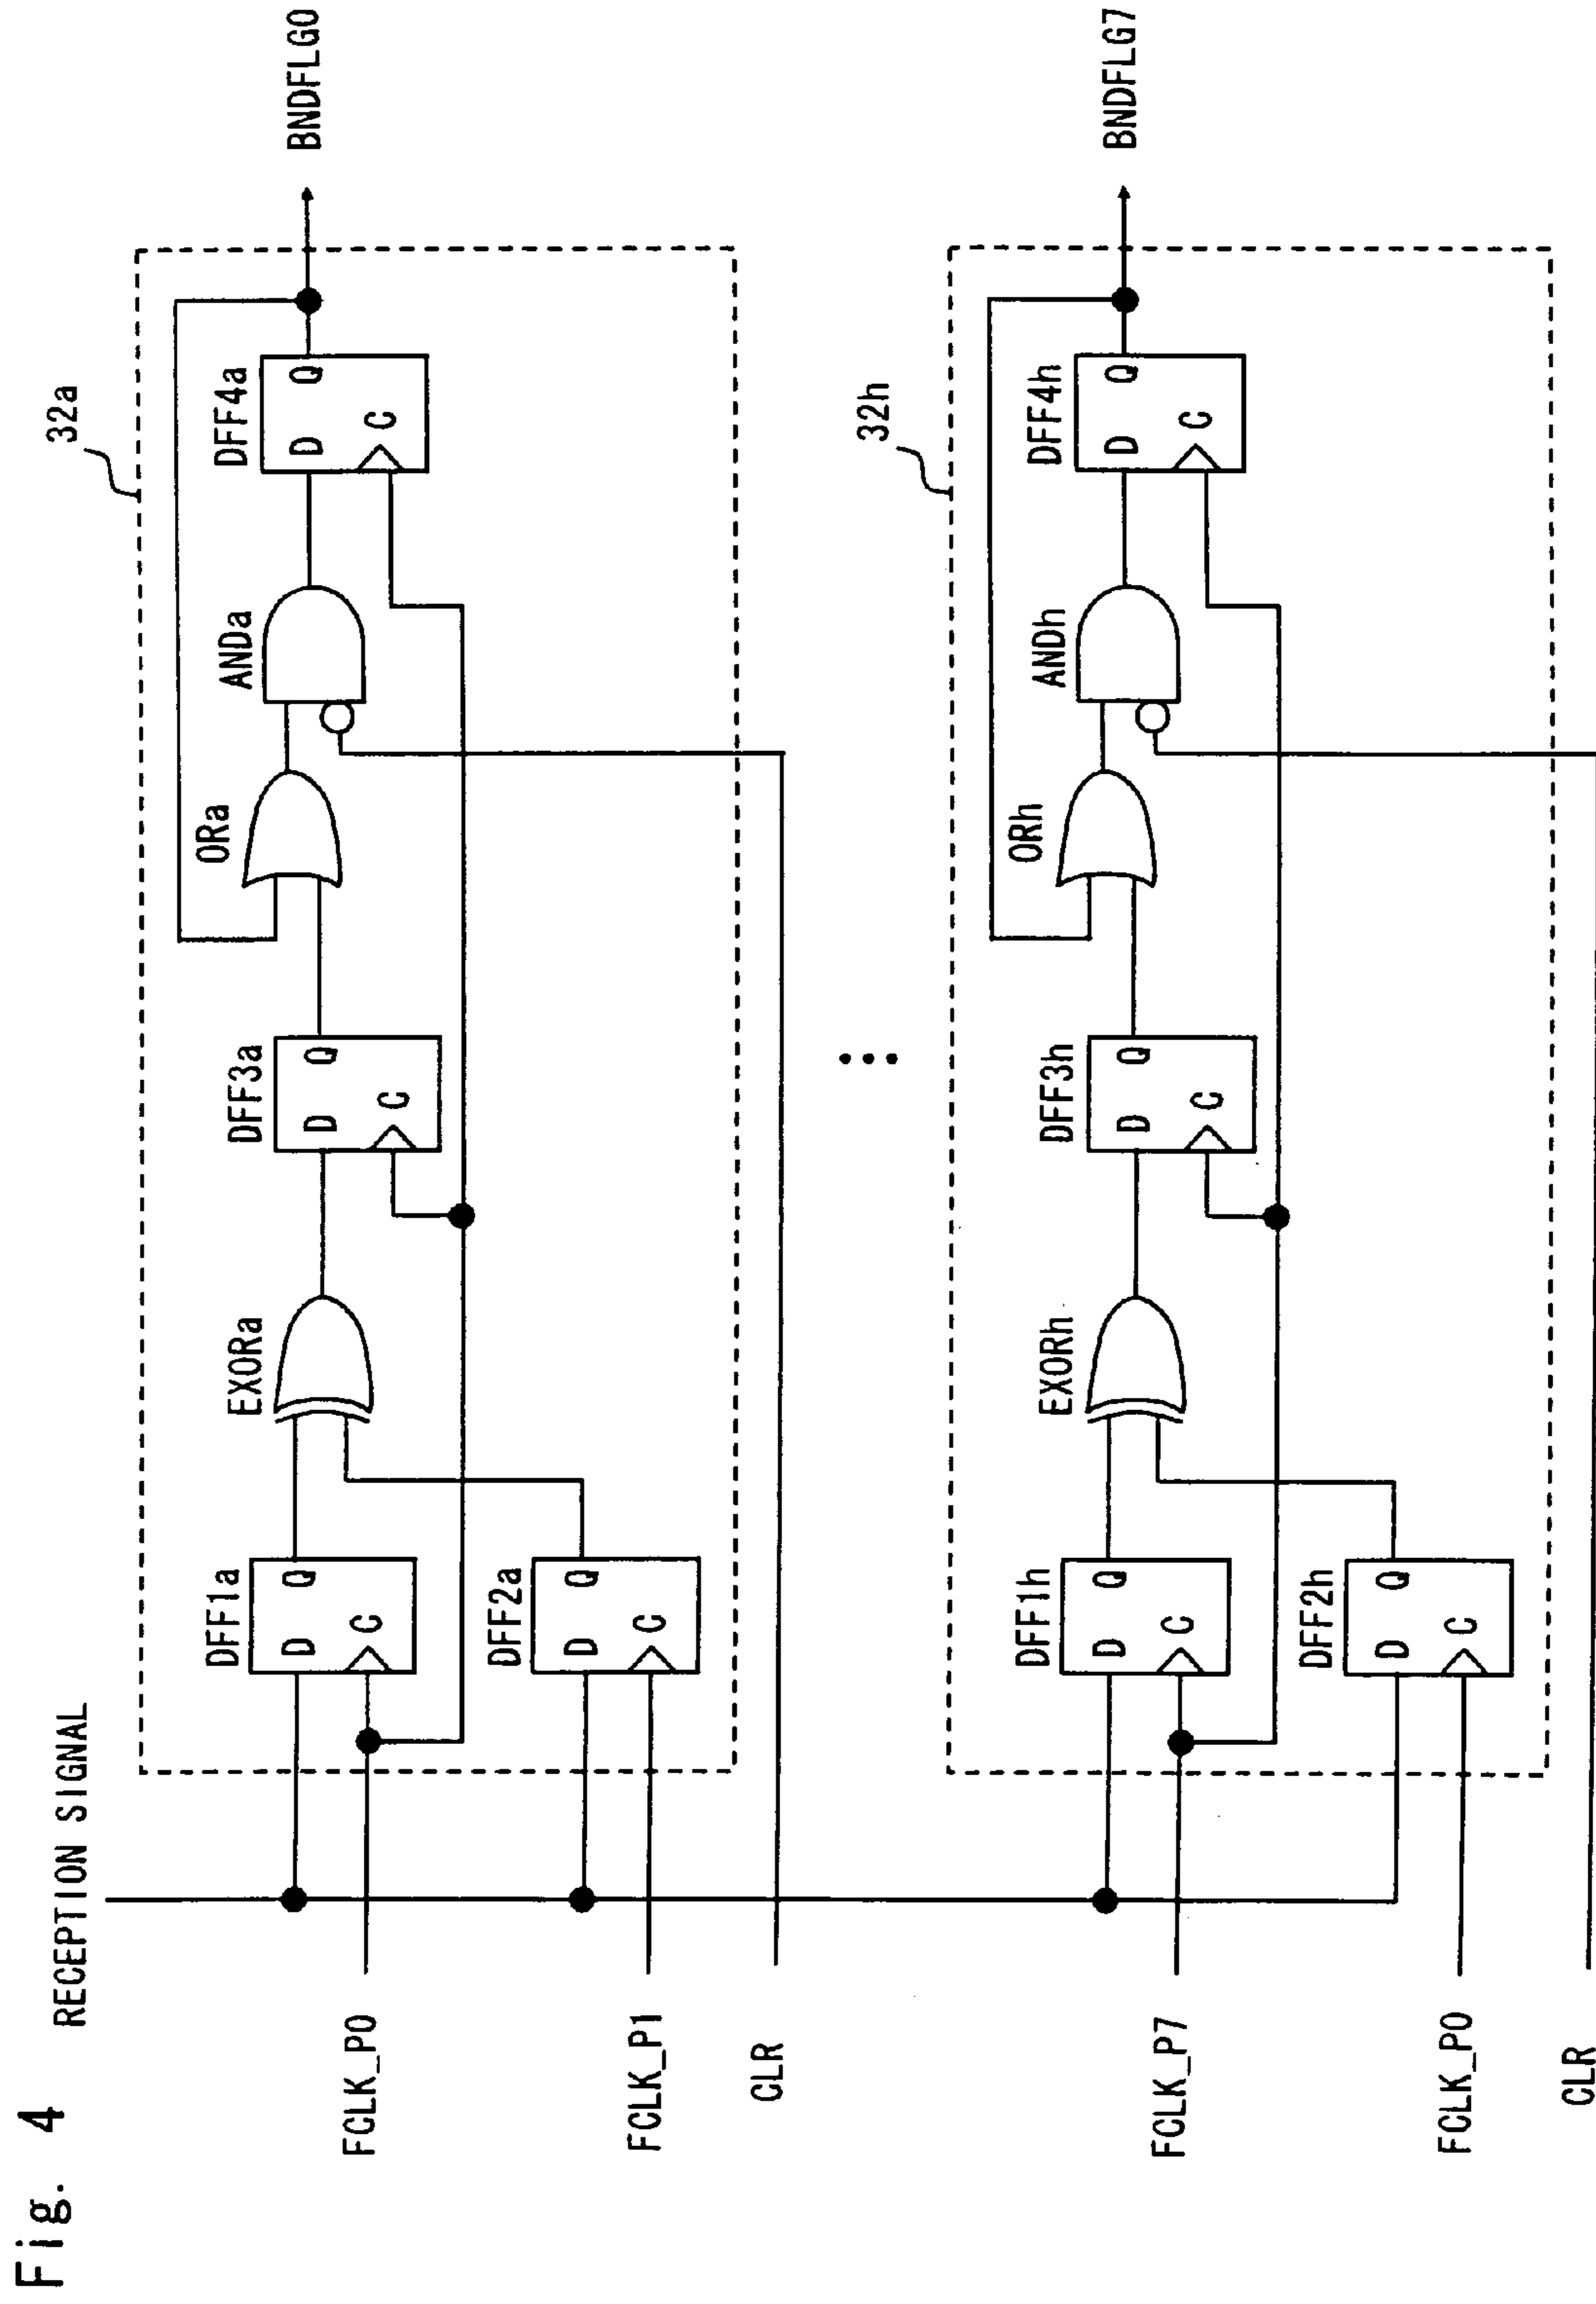 Fig. 4
RECEPTION SIGNAL
32a
DFF1a
D
Q
C
EXORa
DFF3a
D
Q
C
ORa
ANDa
DFF4a
D
Q
C
BNDFLG0
FCLK_P0
DFF2a
D
Q
C
FCLK_P1
CLR
32h
DFF1h
D
Q
C
EXORh
DFF3h
D
Q
C
ORh
ANDh
DFF4h
D
Q
C
BNDFLG7
FCLK_P7
DFF2h
D
Q
C
FCLK_P0
CLR